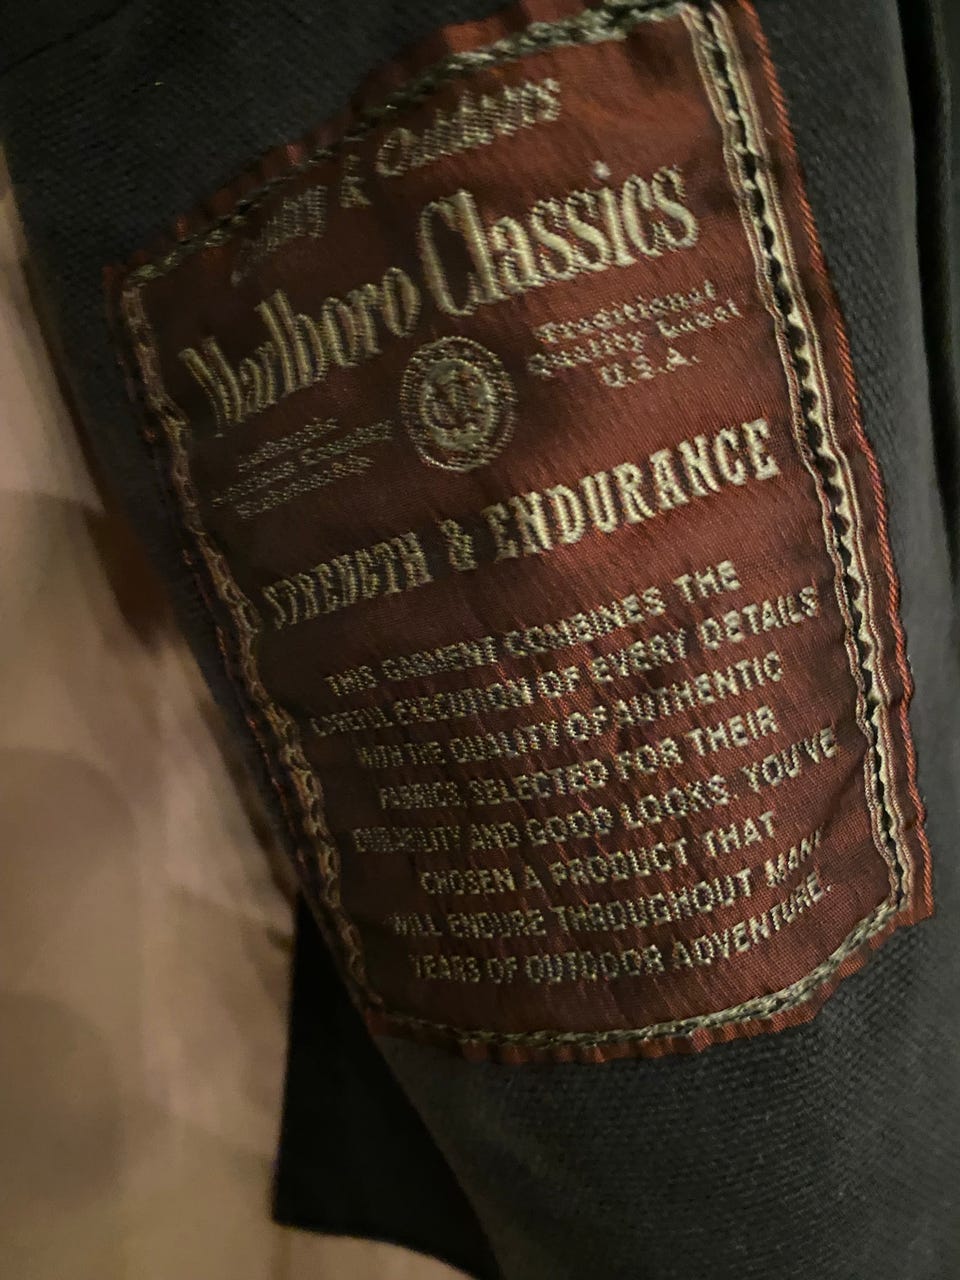 & Outdoors
Marlboro Classics
Traditional
Quality Label
U.S.A.
STRENGTH & ENDURANCE
THIS GARMENT COMBINES THE
CAREFUL EXECUTION OF EVERY DETAILS
WITH THE QUALITY OF AUTHENTIC
FABRICS, SELECTED FOR THEIR
DURABILITY AND GOOD LOOKS. YOU'VE
CHOSEN A PRODUCT THAT
WILL ENDURE THROUGHOUT MANY
YEARS OF OUTDOOR ADVENTURE.